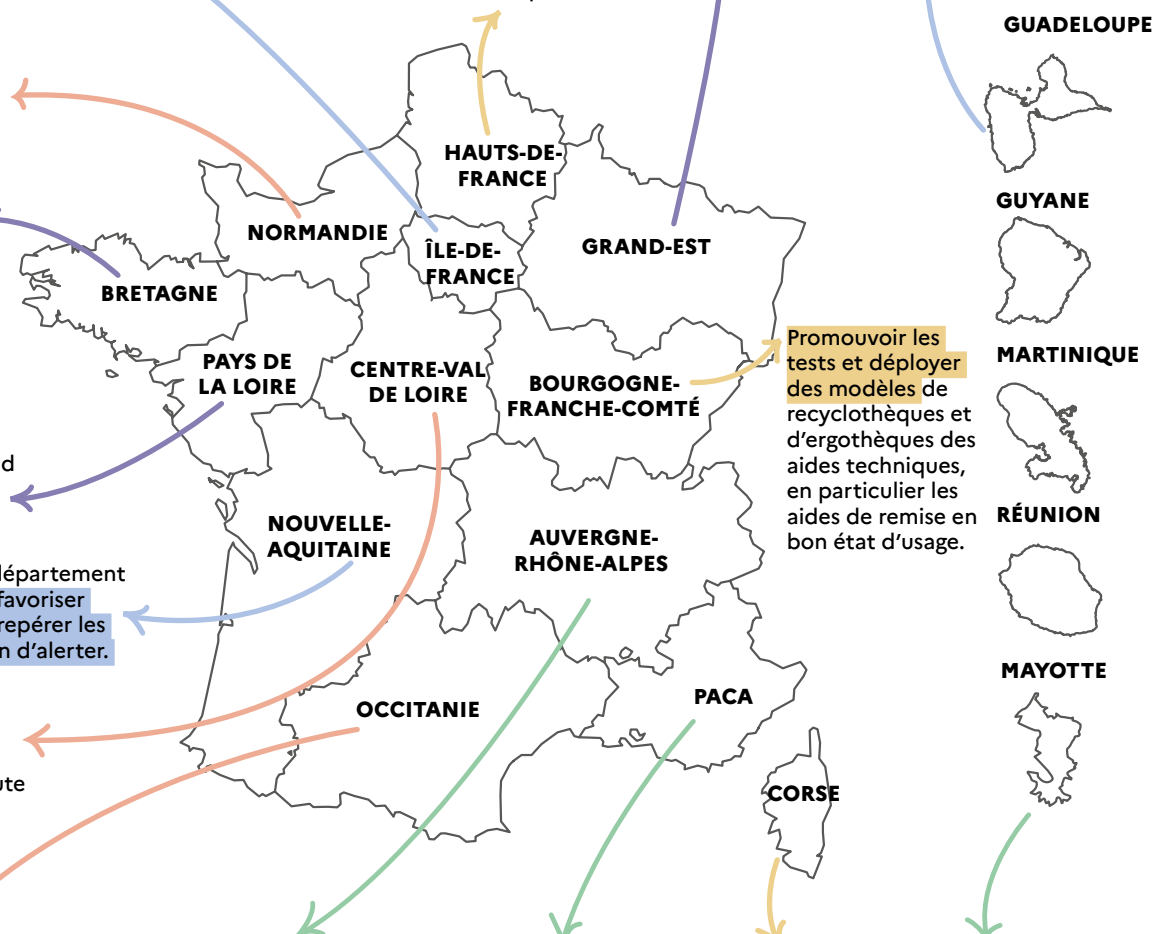 GUADELOUPE
HAUTS-DE-
FRANCE
GUYANE
NORMANDIE
ÎLE-DE-
FRANCE
GRAND-EST
BRETAGNE
Promouvoir les
tests et déployer
des modèles de
recyclothèques et
d'ergothèques des
aides techniques,
en particulier les
aides de remise en
bon état d'usage.
MARTINIQUE
PAYS DE
LA LOIRE
CENTRE-VAL
DE LOIRE
BOURGOGNE-
FRANCHE-COMTÉ
d
RÉUNION
NOUVELLE-
AQUITAINE
AUVERGNE-
RHÔNE-ALPES
département
favoriser
repérer les
n d'alerter.
MAYOTTE
OCCITANIE
PACA
ute
CORSE